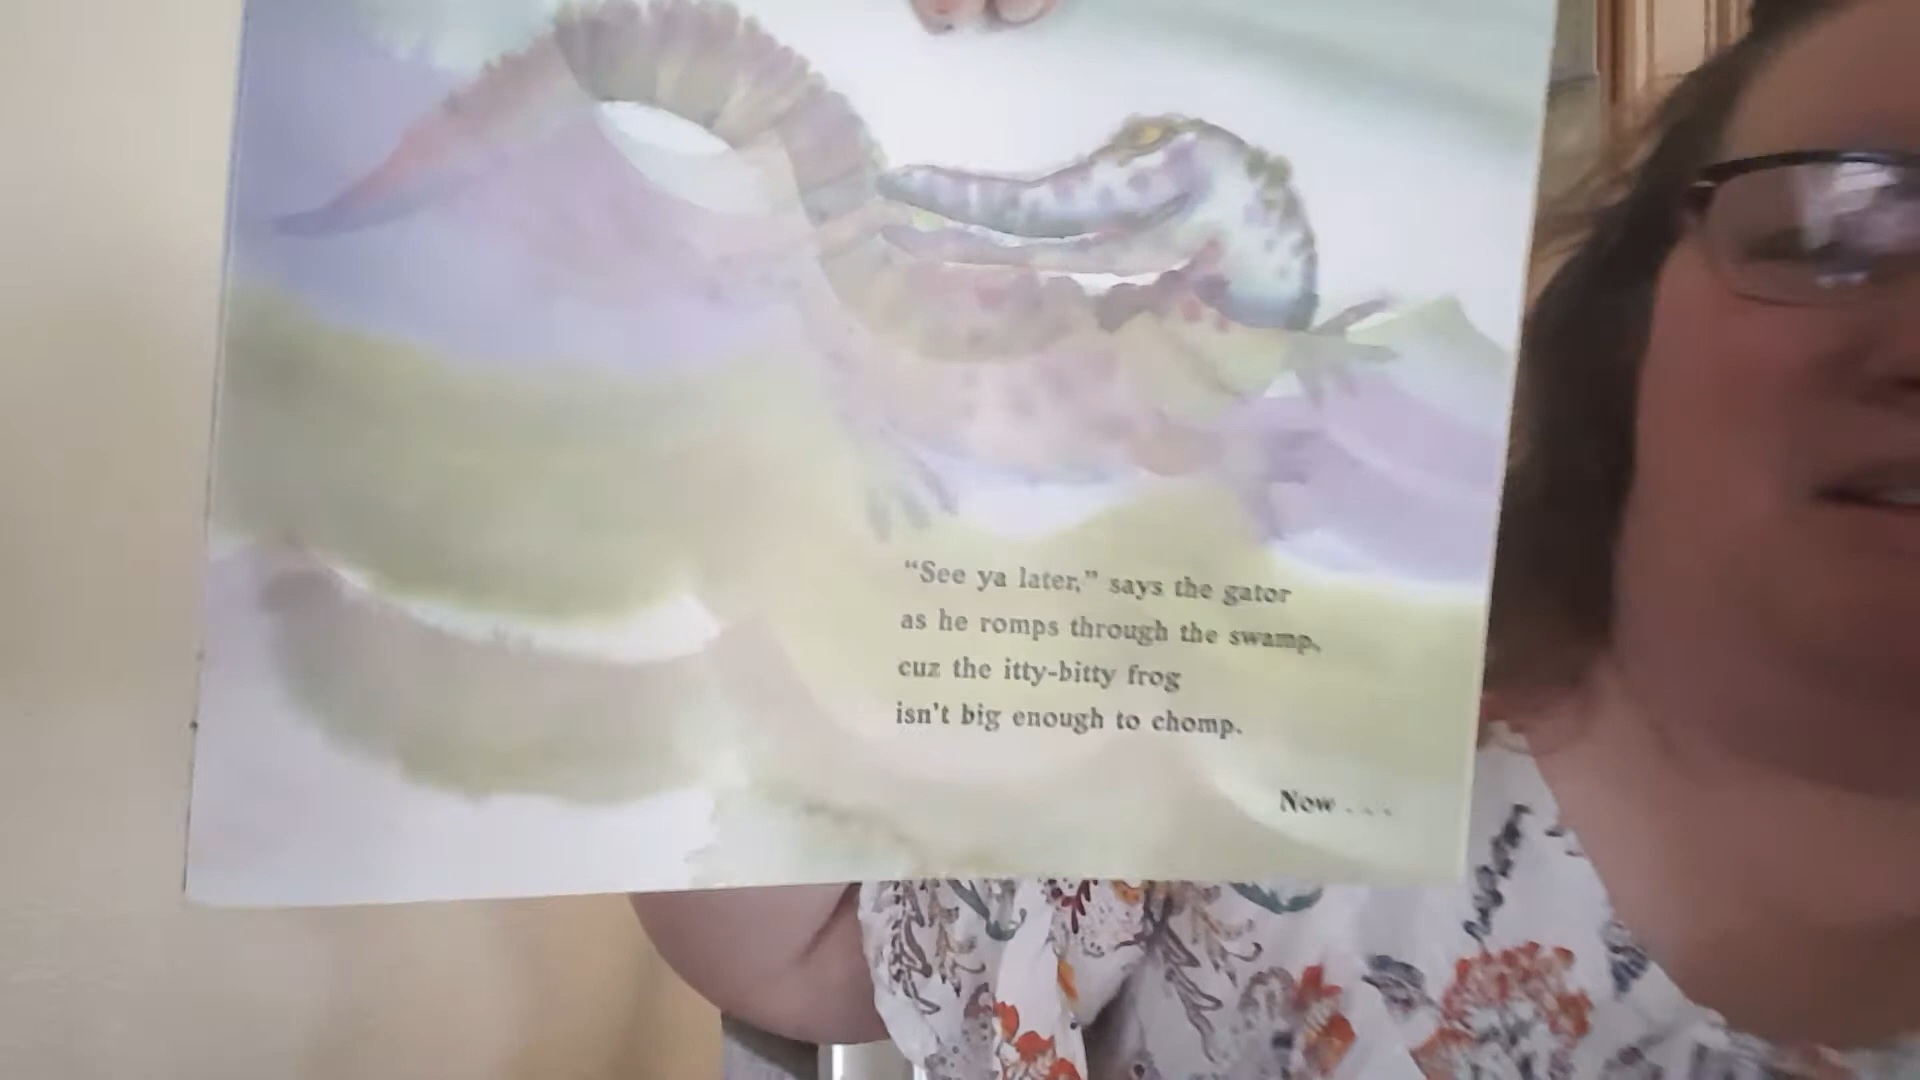 “See ya later,” says the gator
as he romps through the swamp,
cuz the itty-bitty frog
isn't big enough to chomp.
Now . . .